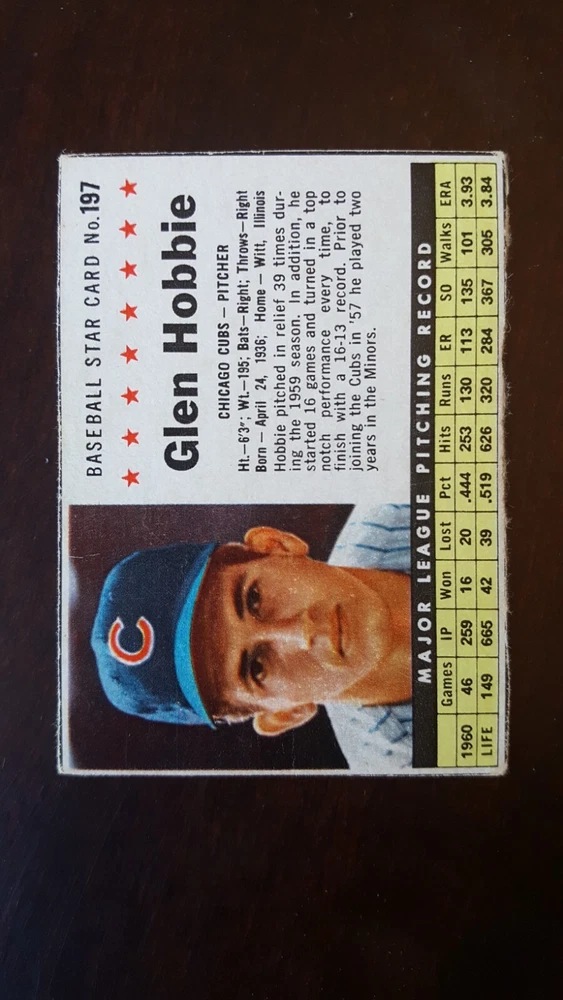 BASEBALL STAR CARD No.197
Glen Hobbie
CHICAGO CUBS — PITCHER
Ht.—6'3"; Wt.—195; Bats—Right; Throws—Right
Born — April 24, 1936; Home — Witt, Illinois
Hobbie pitched in relief 39 times dur-
ing the 1959 season. In addition, he
started 16 games and turned in a top
notch performance every time, to
finish with a 16-13 record. Prior to
joining the Cubs in '57 he played two
years in the Minors.
C
MAJOR LEAGUE PITCHING RECORD
Games IP Won Lost Pct Hits Runs ER SO Walks ERA
1960 46 259 16 20 .444 253 130 113 135 101 3.93
LIFE 149 665 42 39 .519 626 320 284 367 305 3.84